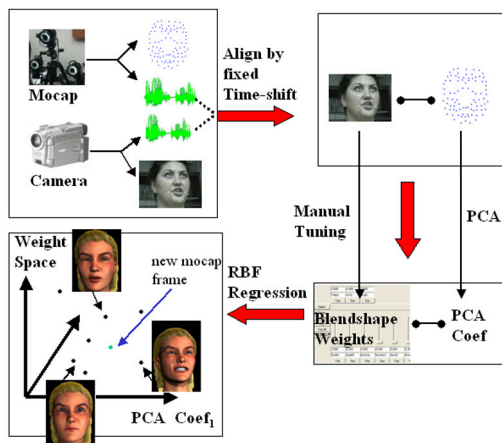 Mocap
Camera
Align by
fixed
Time-shift
Manual
Tuning
PCA
Blendshape
Weights
PCA
Coef
RBF
Regression
Weight
Space
new mocap
frame
PCA Coef1